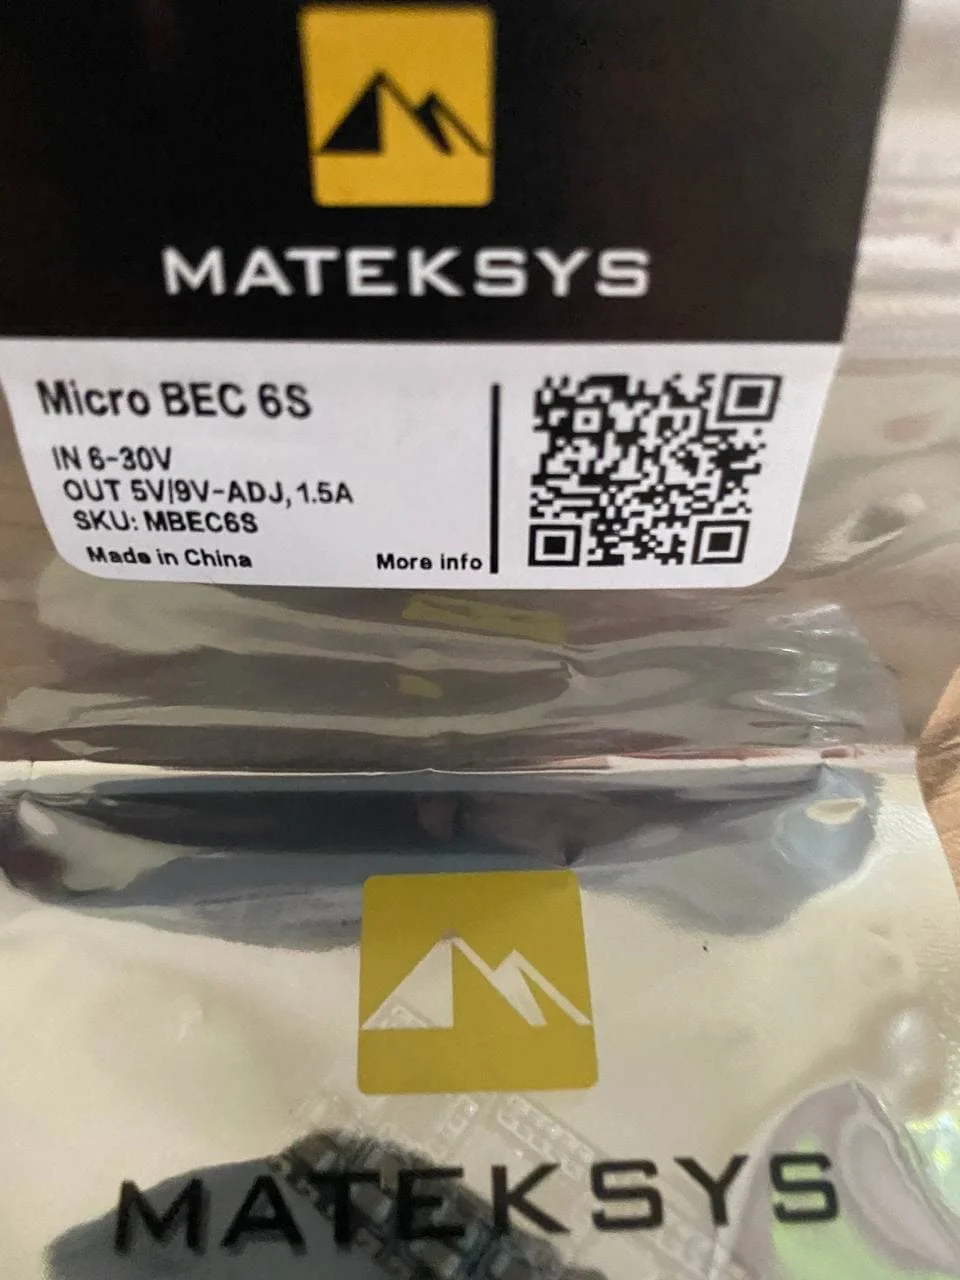 MATEKSYS
Micro BEC 6S
IN 6-30V
OUT 5V/9V-ADJ, 1.5A
SKU: MBEC6S
Made in China
More info
MATEKSYS